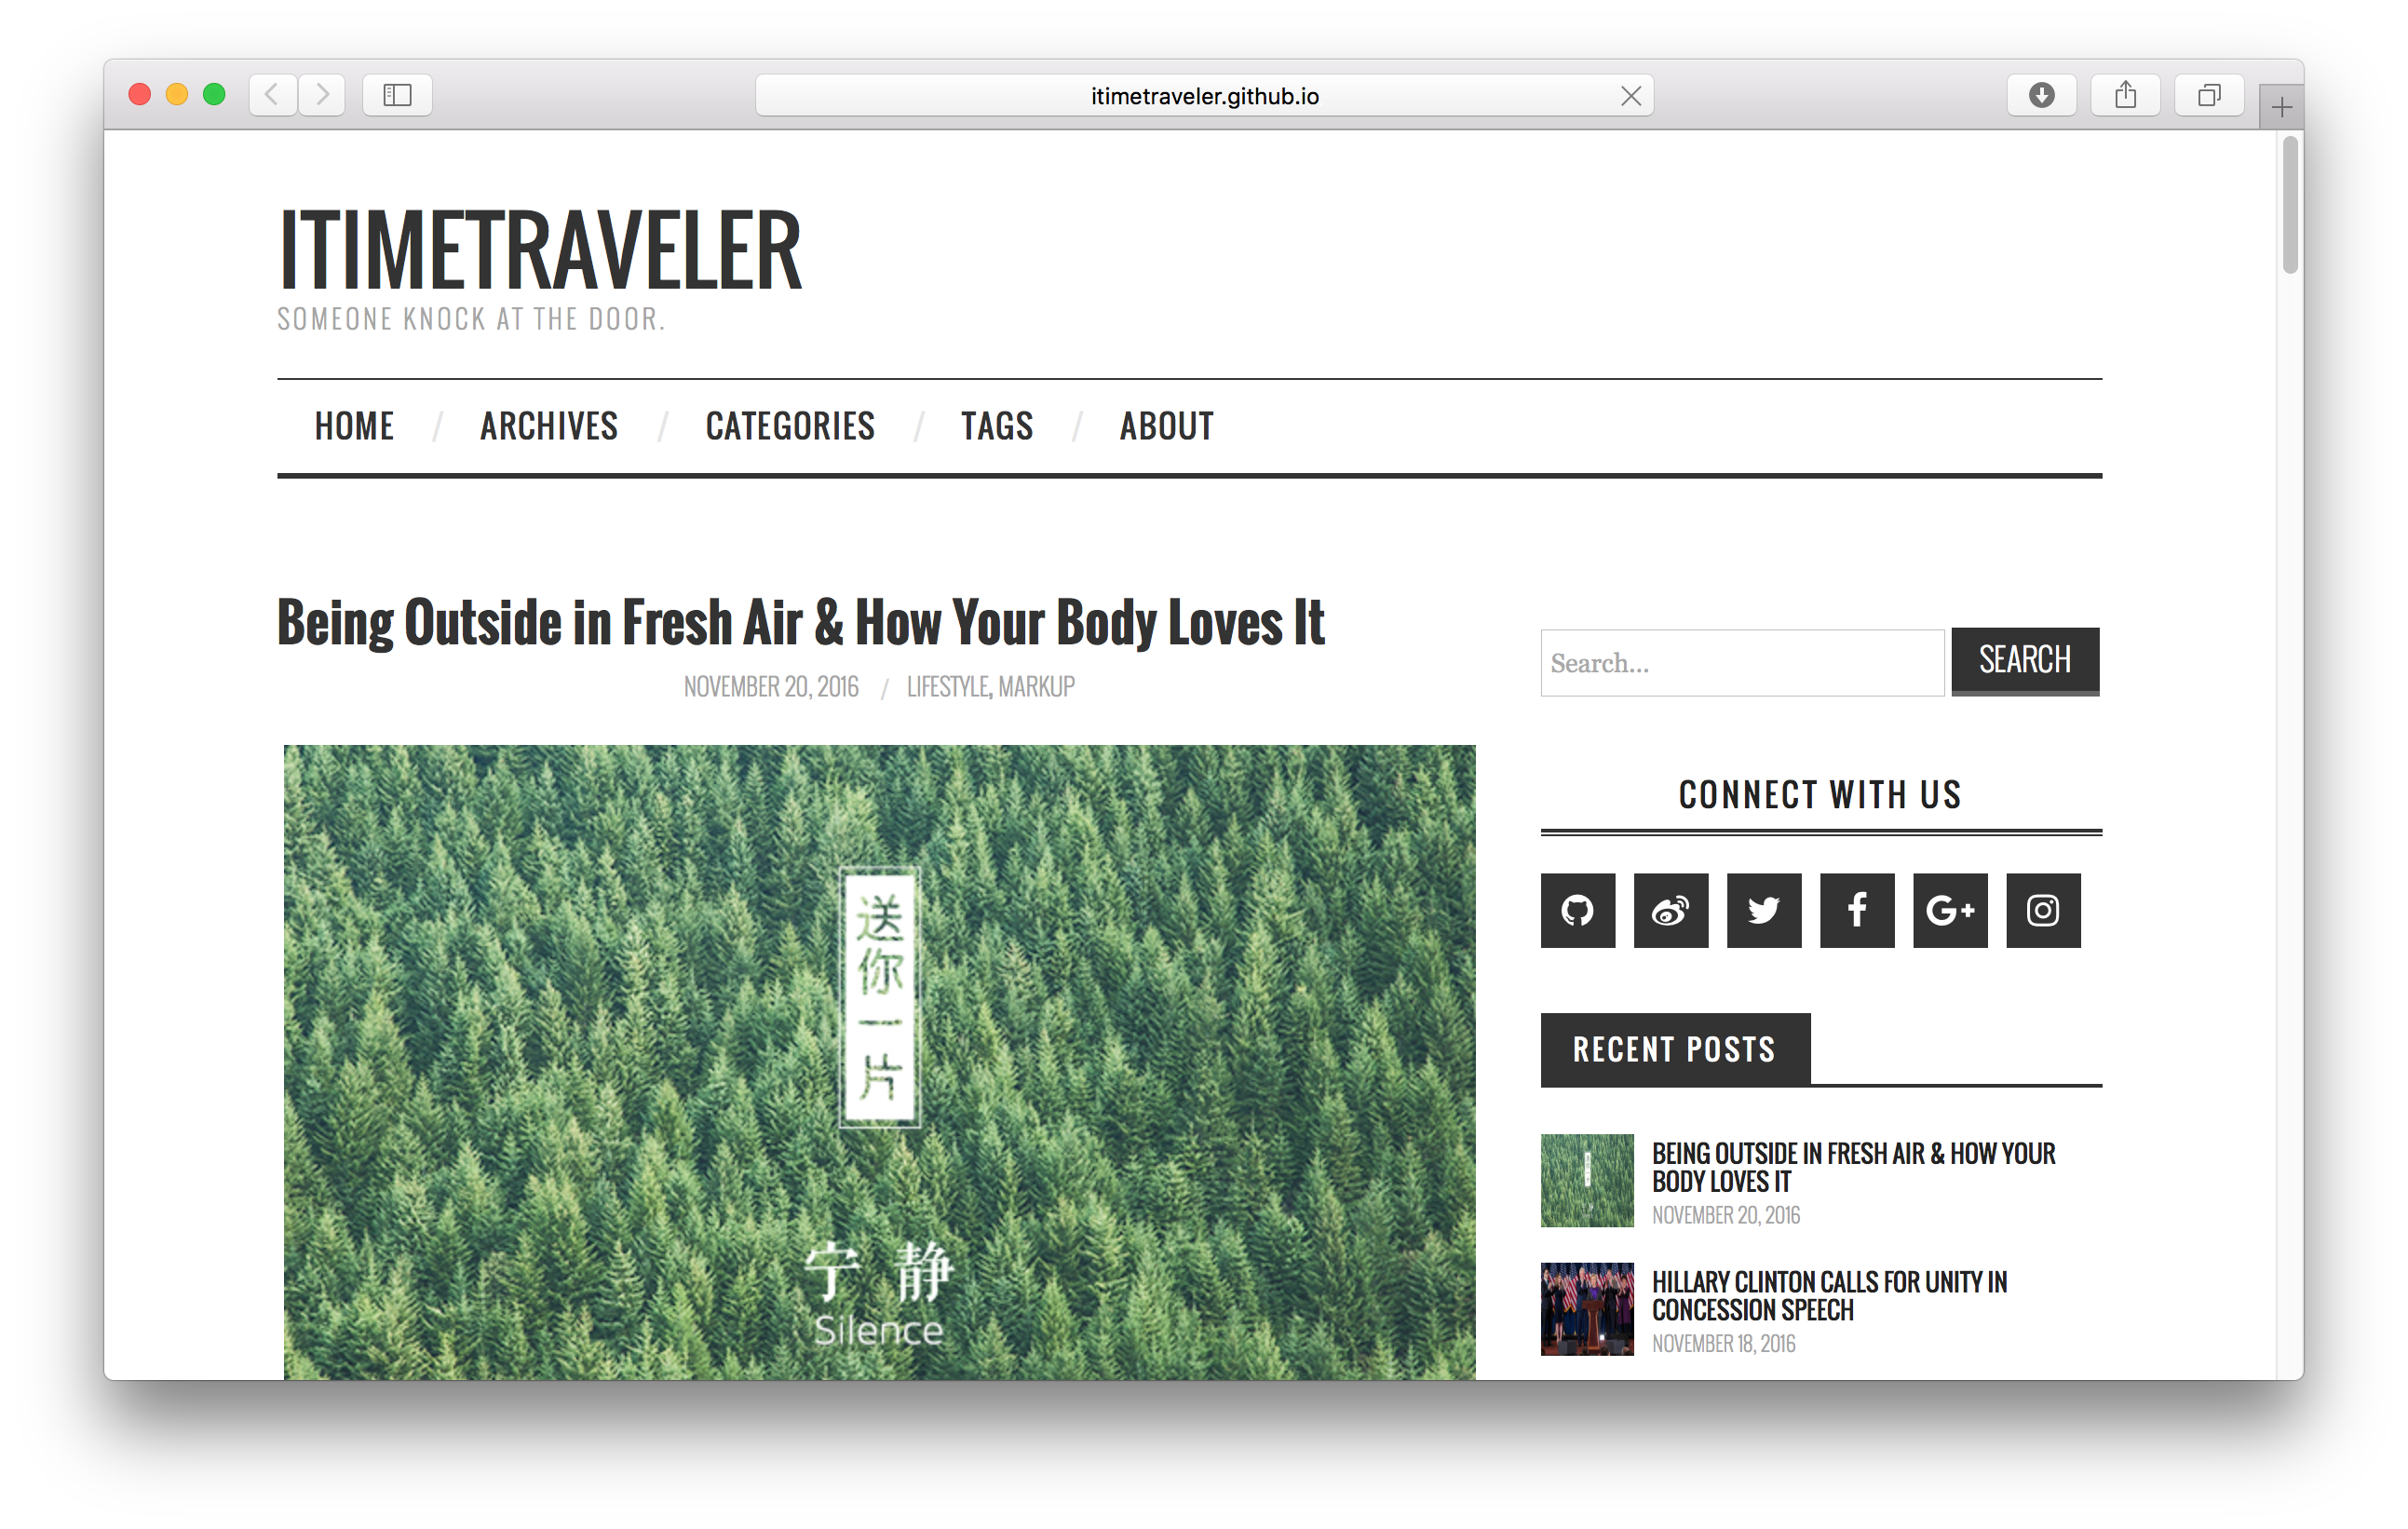 itimetraveler.github.io
ITIMETRAVELER
SOMEONE KNOCK AT THE DOOR.
HOME / ARCHIVES / CATEGORIES / TAGS / ABOUT
Being Outside in Fresh Air & How Your Body Loves It
NOVEMBER 20, 2016 / LIFESTYLE, MARKUP
送你一片
宁 静
Silence
Search...
SEARCH
CONNECT WITH US
G+
RECENT POSTS
BEING OUTSIDE IN FRESH AIR & HOW YOUR
BODY LOVES IT
NOVEMBER 20, 2016
HILLARY CLINTON CALLS FOR UNITY IN
CONCESSION SPEECH
NOVEMBER 18, 2016